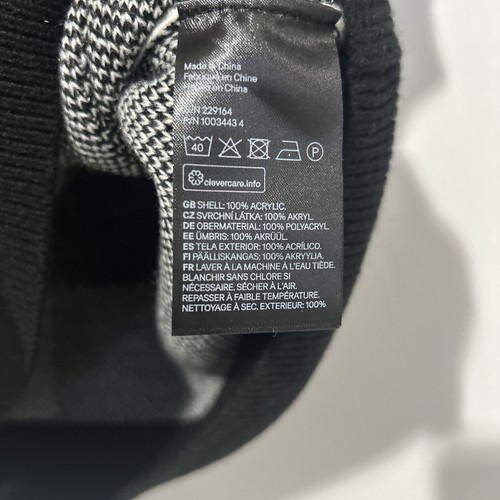 Made in China
Fabriqué en Chine
en China
229164
P/N 1003443 4
40 P
clevercare.info
GB SHELL: 100% ACRYLIC.
CZ SVRCHNÍ LÁTKA: 100% AKRYL.
DE OBERMATERIAL: 100% POLYACRYL.
EE ÜMBRIS: 100% AKRÜÜL.
ES TELA EXTERIOR: 100% ACRÍLICO.
FI PÄÄLLISKANGAS: 100% AKRYYLIA.
FR LAVER À LA MACHINE À L'EAU TIÈDE.
BLANCHIR SANS CHLORE SI
NÉCESSAIRE. SÉCHER À L'AIR.
REPASSER À FAIBLE TEMPÉRATURE.
NETTOYAGE À SEC. EXTERIEUR: 100%